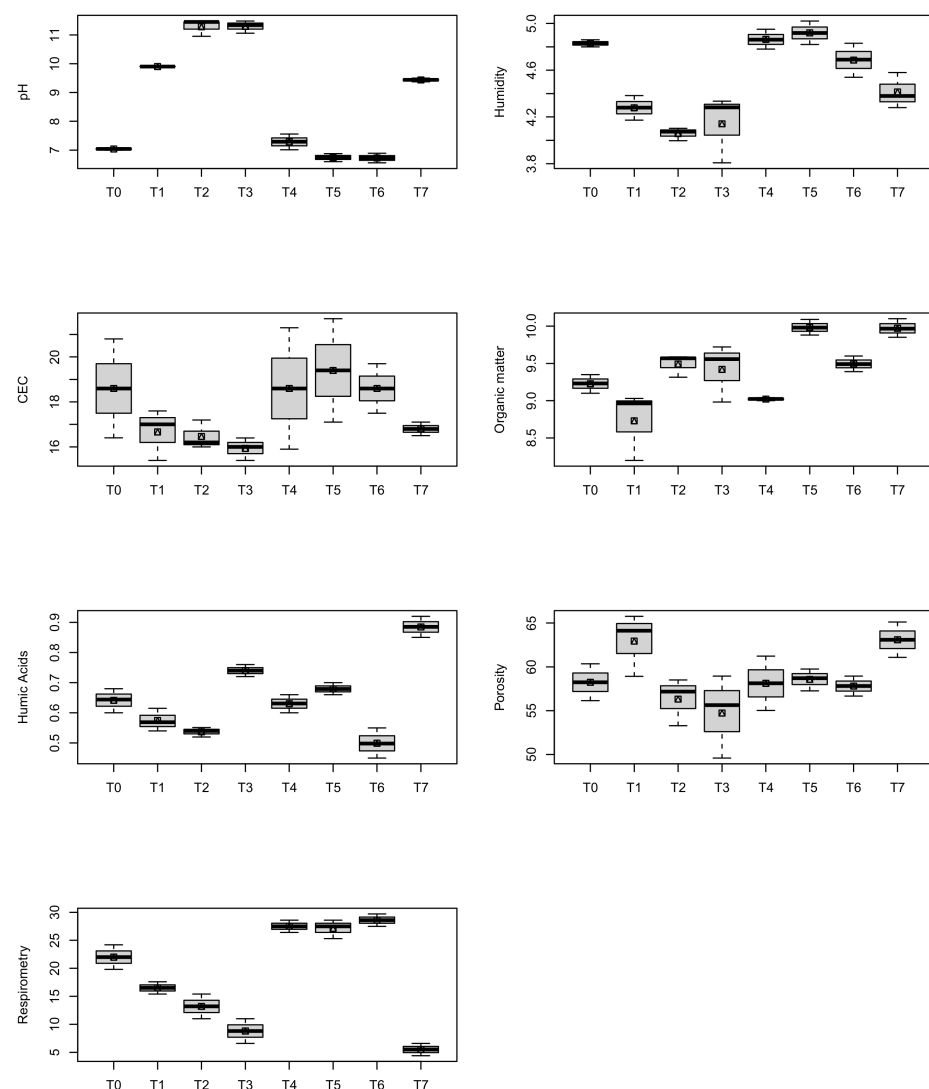 pH
11
10
9
8
7
T0 T1 T2 T3 T4 T5 T6 T7
Humidity
5.0
4.6
4.2
3.8
T0 T1 T2 T3 T4 T5 T6 T7
CEC
20
18
16
T0 T1 T2 T3 T4 T5 T6 T7
Organic matter
10.0
9.5
9.0
8.5
T0 T1 T2 T3 T4 T5 T6 T7
Humic Acids
0.9
0.8
0.7
0.6
0.5
T0 T1 T2 T3 T4 T5 T6 T7
Porosity
65
60
55
50
T0 T1 T2 T3 T4 T5 T6 T7
Respirometry
30
25
20
15
10
5
T0 T1 T2 T3 T4 T5 T6 T7